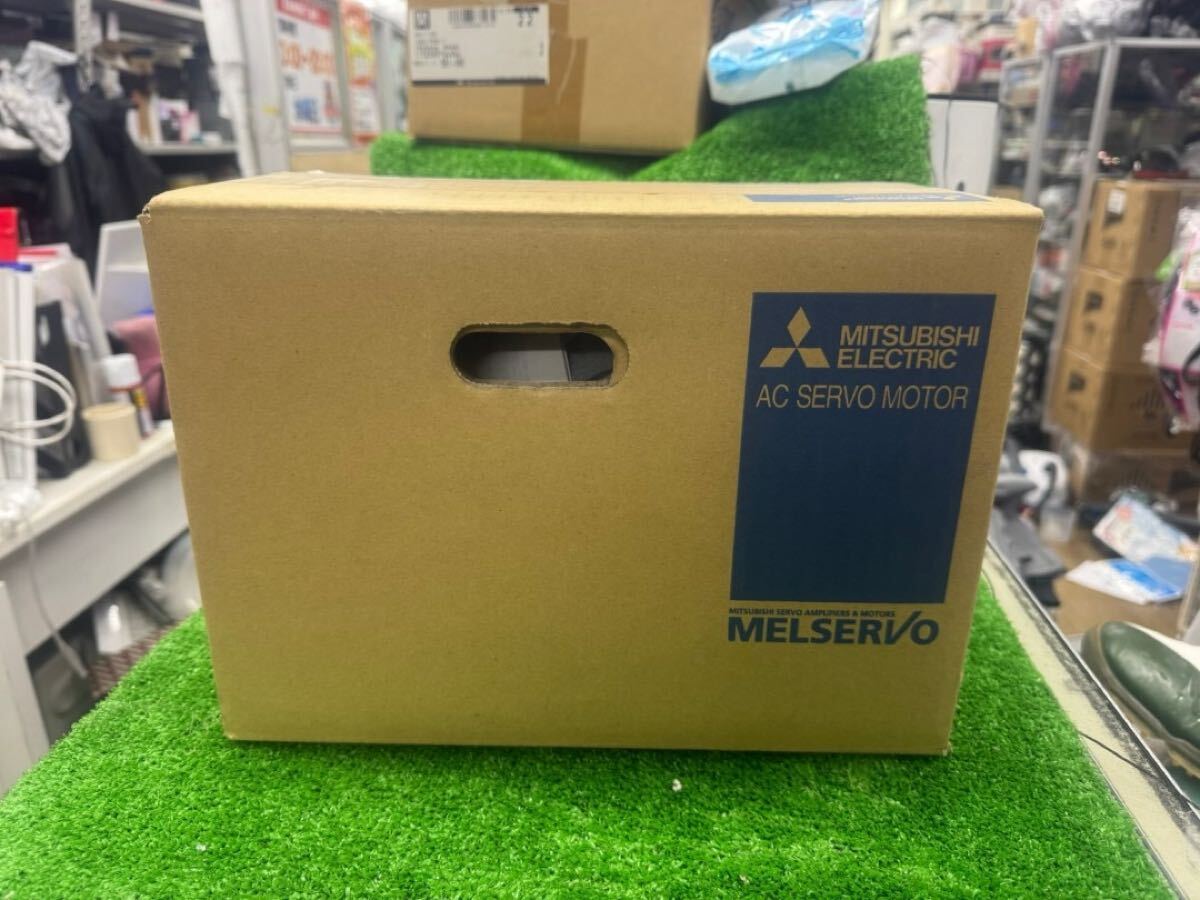 MITSUBISHI
ELECTRIC
AC SERVO MOTOR
MITSUBISHI SERVO AMPLIFIERS & MOTORS
MELSERVO